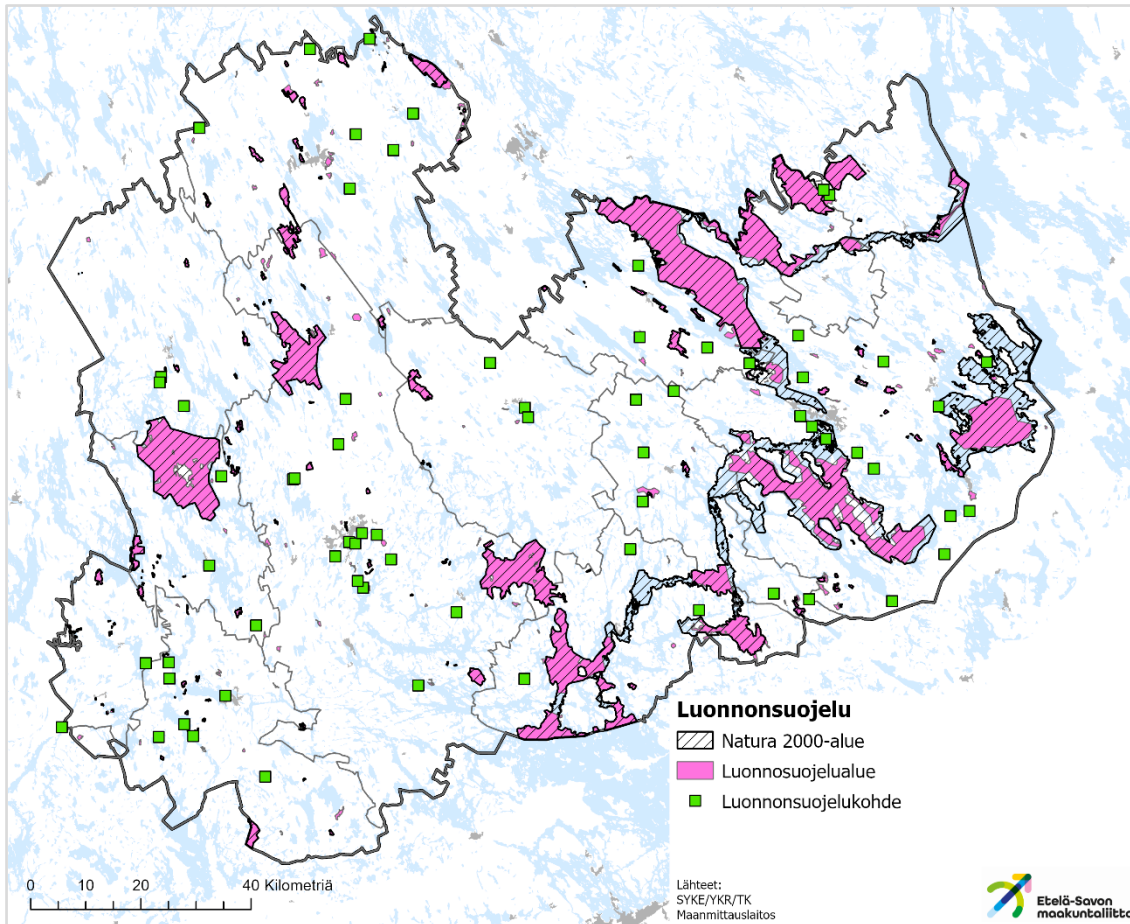 Luonnonsuojelu
Natura 2000-alue
Luonnosuojelualue
Luonnonsuojelukohde
0 10 20 40 Kilometriä
Lähteet:
SYKE/YKR/TK
Maanmittauslaitos
Etelä-Savon
maakuntaliitto